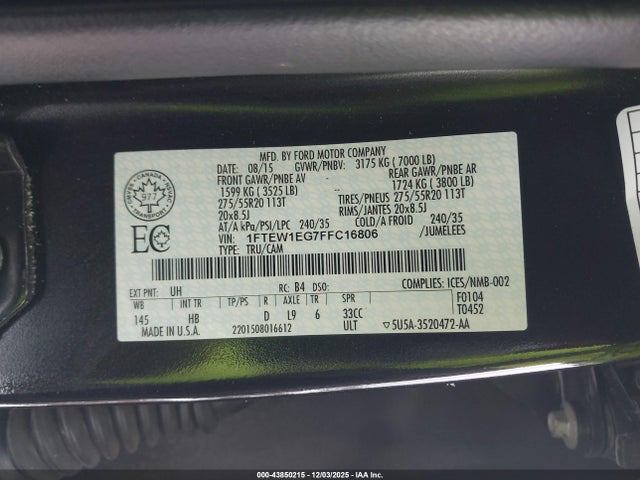 MFD. BY FORD MOTOR COMPANY
DATE: 08/15 GVWR/PNBV: 3175 KG ( 7000 LB)
FRONT GAWR/PNBE AV REAR GAWR/PNBE AR
1599 KG ( 3525 LB) 1724 KG ( 3800 LB)
275/55R20 113T TIRES/PNEUS 275/55R20 113T
20x8.5J RIMS/JANTES 20x8.5J
AT/A kPa/PSI/LPC 240/35 COLD/A FROID 240/35
VIN: 1FTEW1EG7FFC16806 /JUMELEES
TYPE: TRU/CAM
CANADA
977
TRANSPORT
EC
EXT PNT: UH RC: B4 DSO: COMPLIES: ICES/NMB-002
WB INT TR TP/PS R AXLE TR SPR F0104
145 HB D L9 6 33CC T0452
MADE IN U.S.A. 2201508016612 ULT ▽5U5A-3520472-AA
000-43850215 - 12/03/2025 - IAA Inc.